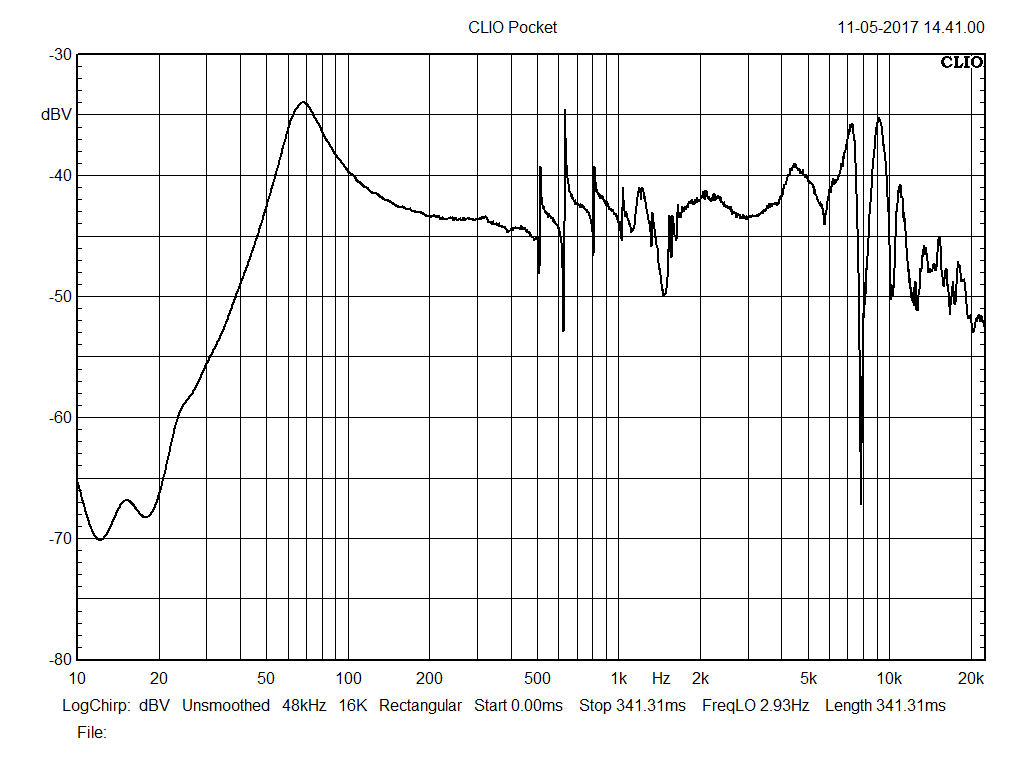 CLIO Pocket 11-05-2017 14.41.00
-30
CLIO
dBV
-40
-50
-60
-70
-80
10 20 50 100 200 500 1k Hz 2k 5k 10k 20k
LogChirp: dBV Unsmoothed 48kHz 16K Rectangular Start 0.00ms Stop 341.31ms FreqLO 2.93Hz Length 341.31ms
File: